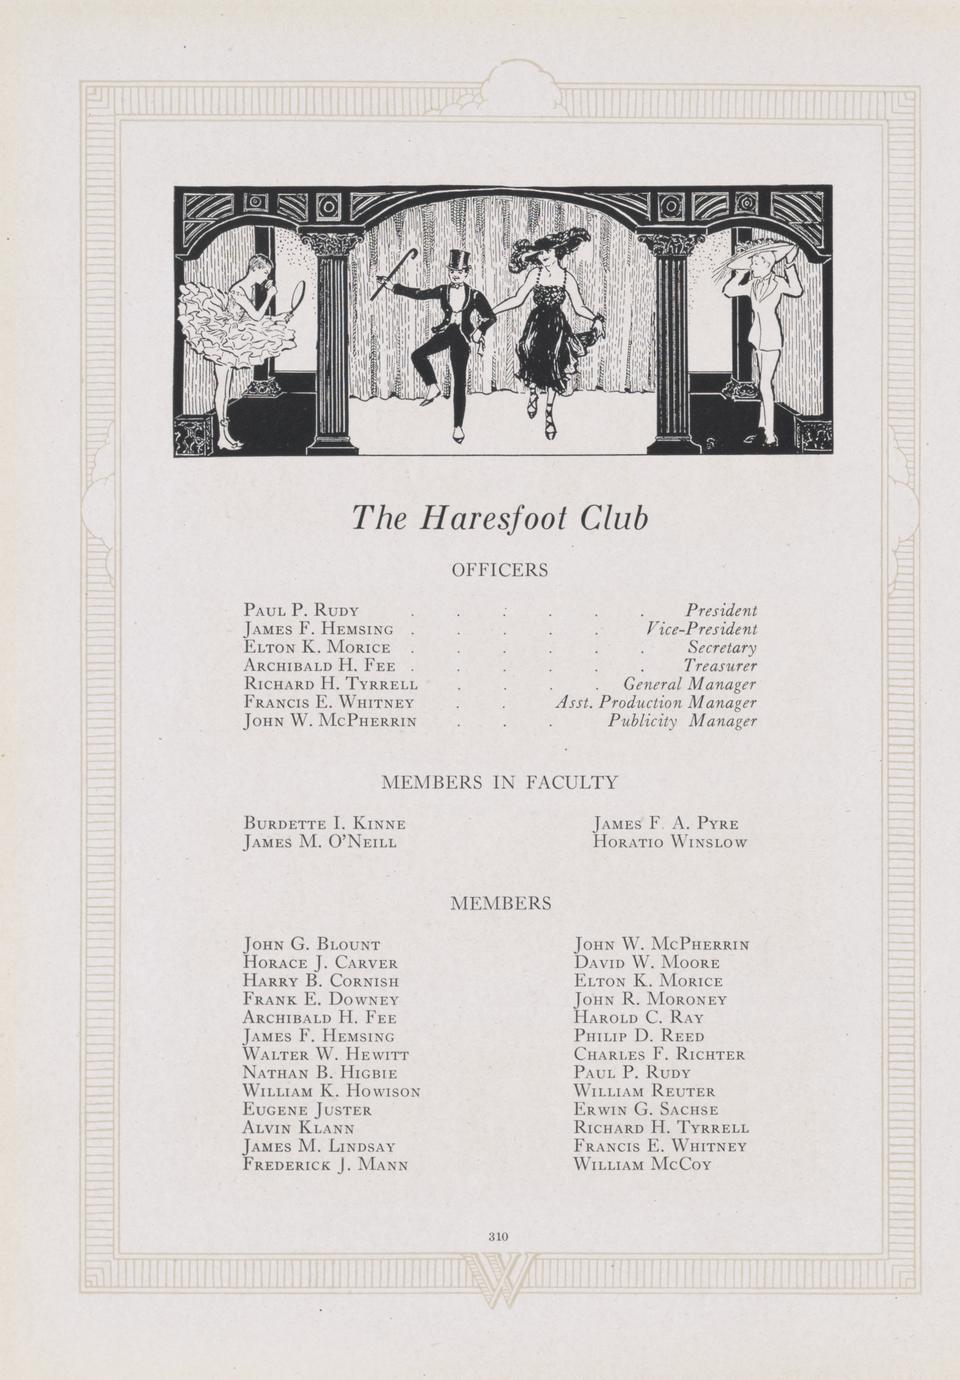 The Haresfoot Club
OFFICERS
Paul P. Rudy . . . . . . President
James F. Hemsing . . . . . Vice-President
Elton K. Morice . . . . . . Secretary
Archibald H. Fee . . . . . . Treasurer
Richard H. Tyrrell . . . . General Manager
Francis E. Whitney . . Asst. Production Manager
John W. McPherrin . . . Publicity Manager
MEMBERS IN FACULTY
Burdette I. Kinne
James M. O'Neill
James F. A. Pyre
Horatio Winslow
MEMBERS
John G. Blount
Horace J. Carver
Harry B. Cornish
Frank E. Downey
Archibald H. Fee
James F. Hemsing
Walter W. Hewitt
Nathan B. Higbie
William K. Howison
Eugene Juster
Alvin Klann
James M. Lindsay
Frederick J. Mann
John W. McPherrin
David W. Moore
Elton K. Morice
John R. Moroney
Harold C. Ray
Philip D. Reed
Charles F. Richter
Paul P. Rudy
William Reuter
Erwin G. Sachse
Richard H. Tyrrell
Francis E. Whitney
William McCoy
310
W